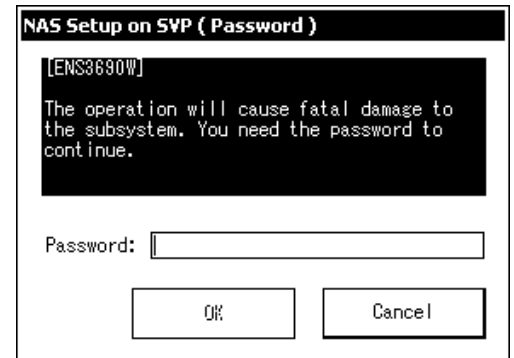 NAS Setup on SVP ( Password )
[ENS3690W]
The operation will cause fatal damage to
the subsystem. You need the password to
continue.
Password:
OK
Cancel